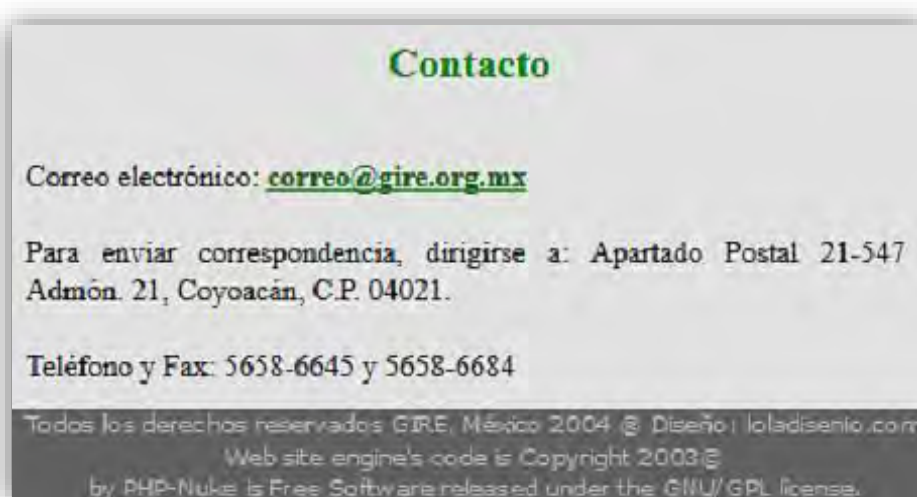 Contacto
Correo electrónico: correo@gire.org.mx
Para enviar correspondencia, dirigirse a: Apartado Postal 21-547
Admón. 21, Coyoacán, C.P. 04021.
Teléfono y Fax: 5658-6645 y 5658-6684
Todos los derechos reservados GIRE, México 2004 @ Diseño: loladisenio.com
Web site engine's code is Copyright 2003@
by PHP-Nuke is Free Software released under the GNU/GPL license.